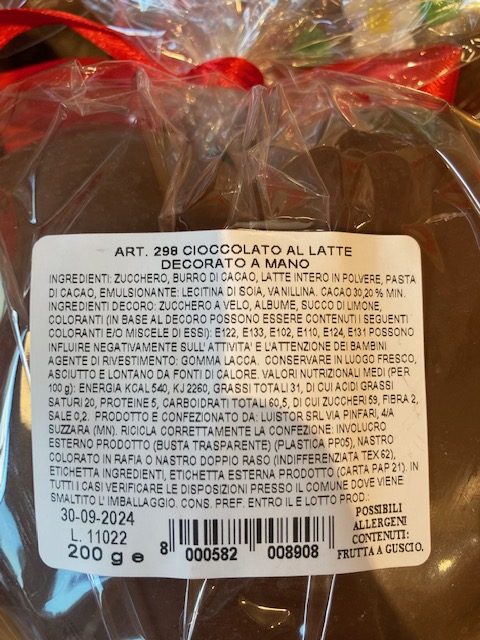 ART. 298 CIOCCOLATO AL LATTE
DECORATO A MANO
INGREDIENTI: ZUCCHERO, BURRO DI CACAO, LATTE INTERO IN POLVERE, PASTA
DI CACAO, EMULSIONANTE: LECITINA DI SOIA, VANILLINA. CACAO 30,20 % MIN.
INGREDIENTI DECORO: ZUCCHERO A VELO, ALBUME, SUCCO DI LIMONE,
COLORANTI (IN BASE AL DECORO POSSONO ESSERE CONTENUTI I SEGUENTI
COLORANTI E/O MISCELE DI ESSI): E122, E133, E102, E110, E124, E131 POSSONO
INFLUIRE NEGATIVAMENTE SULL' ATTIVITA' E L'ATTENZIONE DEI BAMBINI
AGENTE DI RIVESTIMENTO: GOMMA LACCA. CONSERVARE IN LUOGO FRESCO,
ASCIUTTO E LONTANO DA FONTI DI CALORE. VALORI NUTRIZIONALI MEDI (PER
100 g): ENERGIA KCAL 540, KJ 2260, GRASSI TOTALI 31, DI CUI ACIDI GRASSI
SATURI 20, PROTEINE 5, CARBOIDRATI TOTALI 60,5, DI CUI ZUCCHERI 59, FIBRA 2,
SALE 0,2. PRODOTTO E CONFEZIONATO DA: LUISTOR SRL VIA PINFARI, 4/A
SUZZARA (MN). RICICLA CORRETTAMENTE LA CONFEZIONE: INVOLUCRO
ESTERNO PRODOTTO (BUSTA TRASPARENTE) (PLASTICA PP05), NASTRO
COLORATO IN RAFIA O NASTRO DOPPIO RASO (INDIFFERENZIATA TEX 62),
ETICHETTA INGREDIENTI, ETICHETTA ESTERNA PRODOTTO (CARTA PAP 21). IN
TUTTI I CASI VERIFICARE LE DISPOSIZIONI PRESSO IL COMUNE DOVE VIENE
SMALTITO L' IMBALLAGGIO. CONS. PREF. ENTRO IL E LOTTO PROD.:
30-09-2024
L. 11022
200 g e
8 000582 008908
POSSIBILI
ALLERGENI
CONTENUTI:
FRUTTA A GUSCIO.